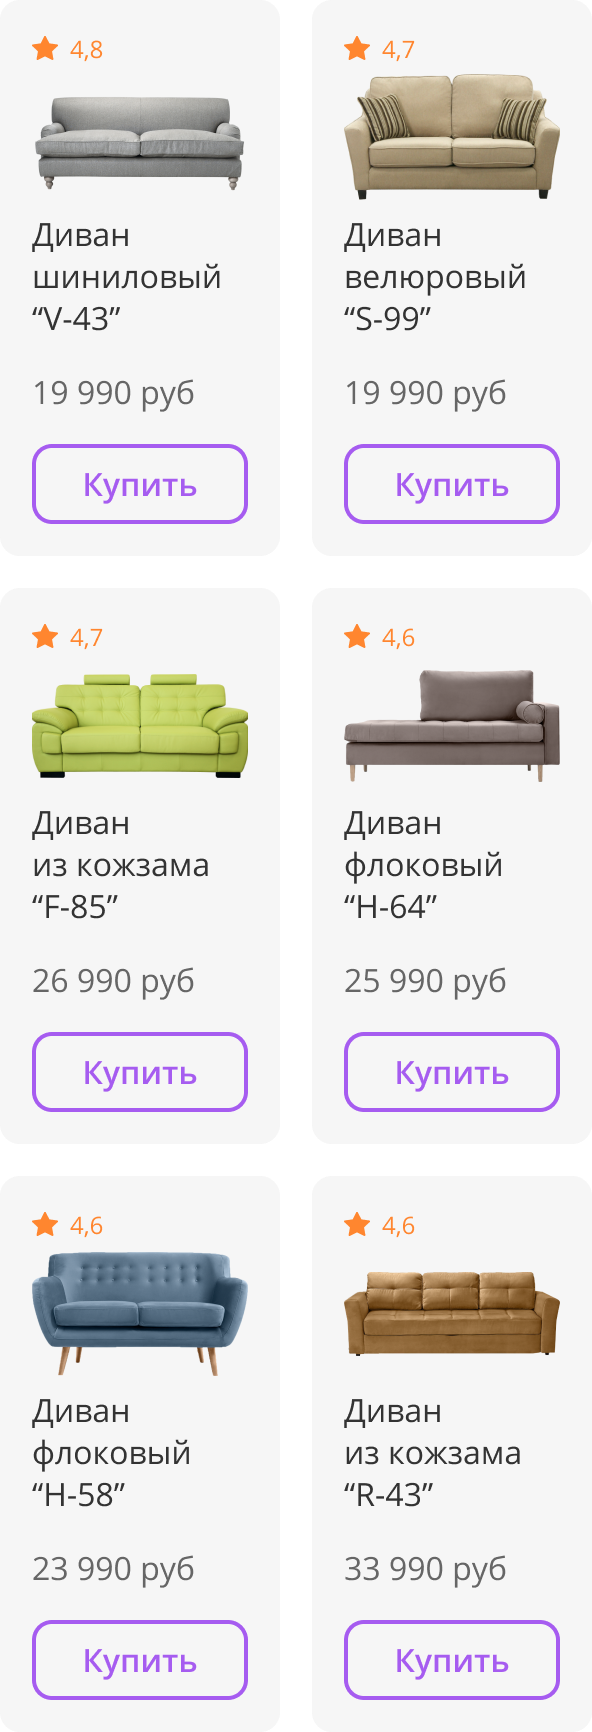 4,8
Диван
шиниловый
“V-43”
19 990 руб
Купить
4,7
Диван
велюровый
“S-99”
19 990 руб
Купить
4,7
Диван
из кожзама
“F-85”
26 990 руб
Купить
4,6
Диван
флоковый
“H-64”
25 990 руб
Купить
4,6
Диван
флоковый
“H-58”
23 990 руб
Купить
4,6
Диван
из кожзама
“R-43”
33 990 руб
Купить